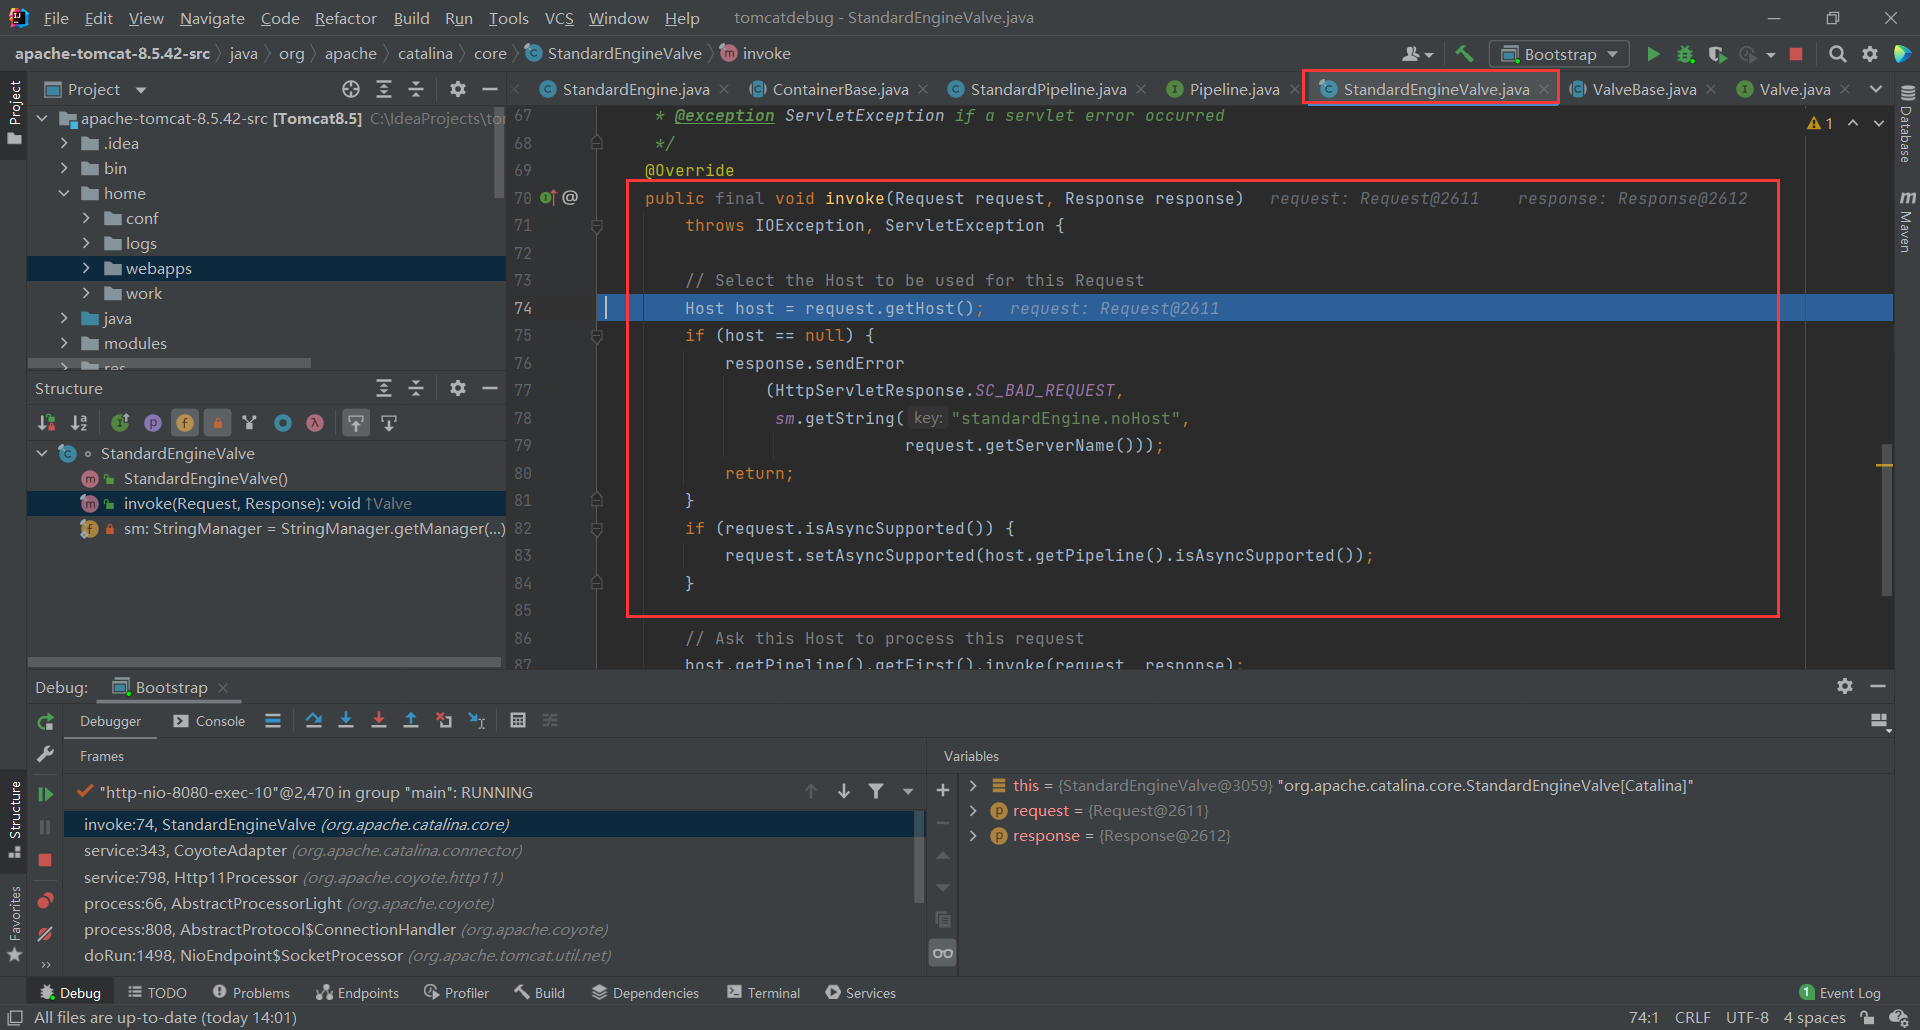 File Edit View Navigate Code Refactor Build Run Tools VCS Window Help tomcatdebug - StandardEngineValve.java
apache-tomcat-8.5.42-src java org apache catalina core StandardEngineValve invoke
Bootstrap
Project
StandardEngine.java ContainerBase.java StandardPipeline.java Pipeline.java StandardEngineValve.java ValveBase.java Valve.java
apache-tomcat-8.5.42-src [Tomcat8.5] C:\IdeaProjects\to
.idea
bin
home
conf
logs
webapps
work
java
modules
res
Structure
StandardEngineValve
StandardEngineValve()
invoke(Request, Response): void ↑Valve
sm: StringManager = StringManager.getManager(...)
67 * @exception ServletException if a servlet error occurred
68 */
69 @Override
70 public final void invoke(Request request, Response response) request: Request@2611 response: Response@2612
71 throws IOException, ServletException {
72
73 // Select the Host to be used for this Request
74 Host host = request.getHost(); request: Request@2611
75 if (host == null) {
76 response.sendError
77 (HttpServletResponse.SC_BAD_REQUEST,
78 sm.getString( key: "standardEngine.noHost",
79 request.getServerName()));
80 return;
81 }
82 if (request.isAsyncSupported()) {
83 request.setAsyncSupported(host.getPipeline().isAsyncSupported());
84 }
85
86 // Ask this Host to process this request
87 host.getPipeline().getFirst().invoke(request, response);
1
Project
Structure
Favorites
Database
Maven
Debug: Bootstrap
Debugger Console
Frames
"http-nio-8080-exec-10"@2,470 in group "main": RUNNING
invoke:74, StandardEngineValve (org.apache.catalina.core)
service:343, CoyoteAdapter (org.apache.catalina.connector)
service:798, Http11Processor (org.apache.coyote.http11)
process:66, AbstractProcessorLight (org.apache.coyote)
process:808, AbstractProtocol$ConnectionHandler (org.apache.coyote)
doRun:1498, NioEndpoint$SocketProcessor (org.apache.tomcat.util.net)
Variables
this = {StandardEngineValve@3059} "org.apache.catalina.core.StandardEngineValve[Catalina]"
request = {Request@2611}
response = {Response@2612}
Debug TODO Problems Endpoints Profiler Build Dependencies Terminal Services 1 Event Log
All files are up-to-date (today 14:01) 74:1 CRLF UTF-8 4 spaces